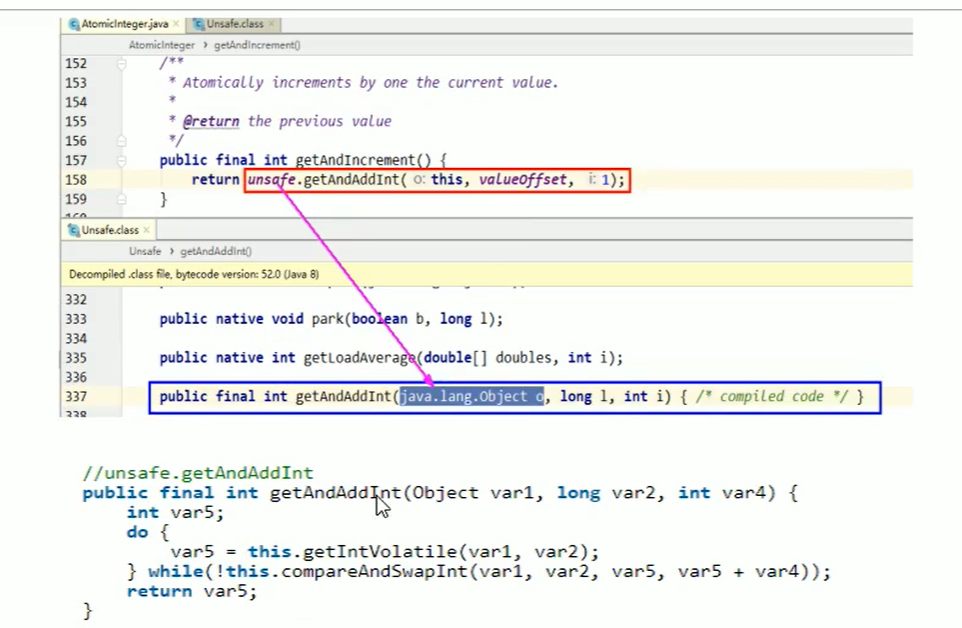 AtomicInteger.java × Unsafe.class ×
AtomicInteger › getAndIncrement()
152 /**
153 * Atomically increments by one the current value.
154 *
155 * @return the previous value
156 */
157 public final int getAndIncrement() {
158 return unsafe.getAndAddInt( o: this, valueOffset, i: 1);
159 }
Unsafe.class ×
Unsafe › getAndAddInt()
Decompiled .class file, bytecode version: 52.0 (Java 8)
332
333 public native void park(boolean b, long l);
334
335 public native int getLoadAverage(double[] doubles, int i);
336
337 public final int getAndAddInt(java.lang.Object o, long l, int i) { /* compiled code */ }
338
//unsafe.getAndAddInt
public final int getAndAddInt(Object var1, long var2, int var4) {
int var5;
do {
var5 = this.getIntVolatile(var1, var2);
} while(!this.compareAndSwapInt(var1, var2, var5, var5 + var4));
return var5;
}